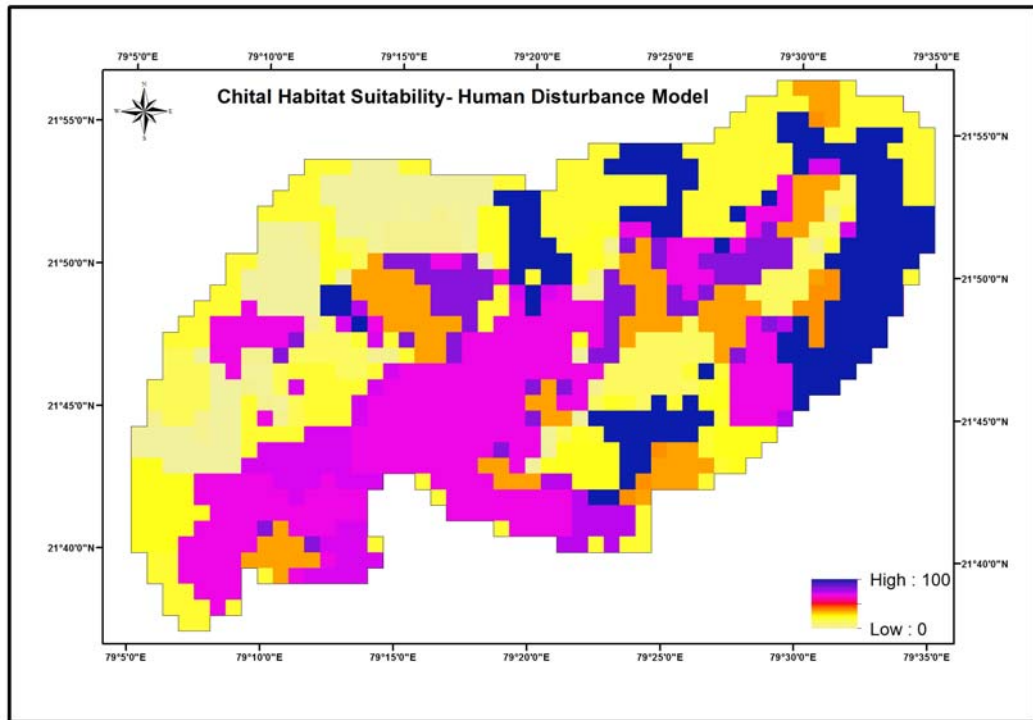 79°5'0"E 79°10'0"E 79°15'0"E 79°20'0"E 79°25'0"E 79°30'0"E 79°35'0"E
N
W E
S
Chital Habitat Suitability- Human Disturbance Model
21°55'0"N 21°55'0"N
21°50'0"N 21°50'0"N
21°45'0"N 21°45'0"N
21°40'0"N 21°40'0"N
High : 100
Low : 0
79°5'0"E 79°10'0"E 79°15'0"E 79°20'0"E 79°25'0"E 79°30'0"E 79°35'0"E